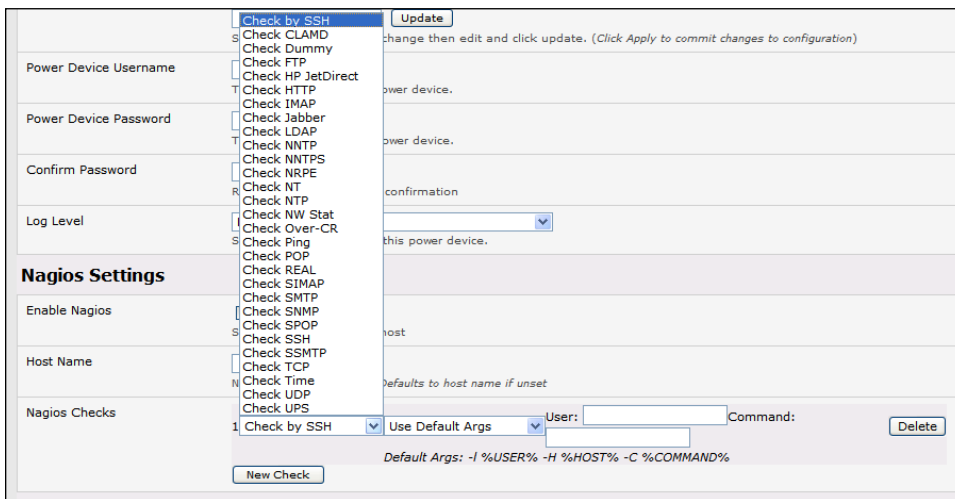 Check by SSH Update
Check CLAMD
S change then edit and click update. (Click Apply to commit changes to configuration)
Check Dummy
Check FTP
Power Device Username
Check HP JetDirect
Check HTTP
T power device.
Check IMAP
Check Jabber
Power Device Password
Check LDAP
Check NNTP
T power device.
Check NNTPS
Confirm Password
Check NRPE
Check NT
R confirmation
Check NTP
Check NW Stat
Log Level
Check Over-CR
Check Ping
S this power device.
Check POP
Check REAL
Nagios Settings
Check SIMAP
Check SMTP
Enable Nagios
Check SNMP
Check SPOP
S host
Check SSH
Check SSMTP
Host Name
Check TCP
Check Time
N Defaults to host name if unset
Check UDP
Check UPS
Nagios Checks
1 Check by SSH Use Default Args User: Command: Delete
Default Args: -l %USER% -H %HOST% -C %COMMAND%
New Check